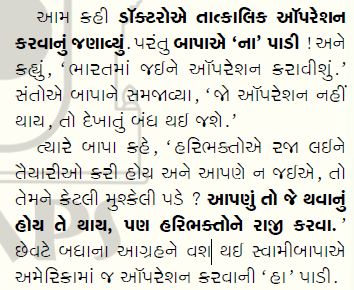 આમ કહી ડૉક્ટરોએ તાત્કાલિક ઑપરેશન
કરવાનું જણાવ્યું. પરંતુ બાપાએ ‘ના’ પાડી ! અને
કહ્યું, ‘ભારતમાં જઇને ઑપરેશન કરાવીશું.’
સંતોએ બાપાને સમજાવ્યા, ‘જો ઑપરેશન નહીં
થાય, તો દેખાતું બંધ થઇ જશે.’
ત્યારે બાપા કહે, ‘હરિભક્તોએ રજા લઇને
તૈયારીઓ કરી હોય અને આપણે ન જઇએ, તો
તેમને કેટલી મુશ્કેલી પડે ? આપણું તો જે થવાનું
હોય તે થાય, પણ હરિભક્તોને રાજી કરવા.’
છેવટે બધાના આગ્રહને વશ થઈ સ્વામીબાપાએ
અમેરિકામાં જ ઑપરેશન કરવાની ‘હા’ પાડી.